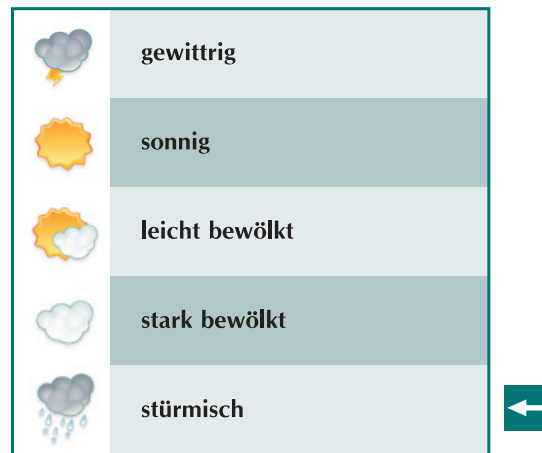 gewittrig
sonnig
leicht bewölkt
stark bewölkt
stürmisch